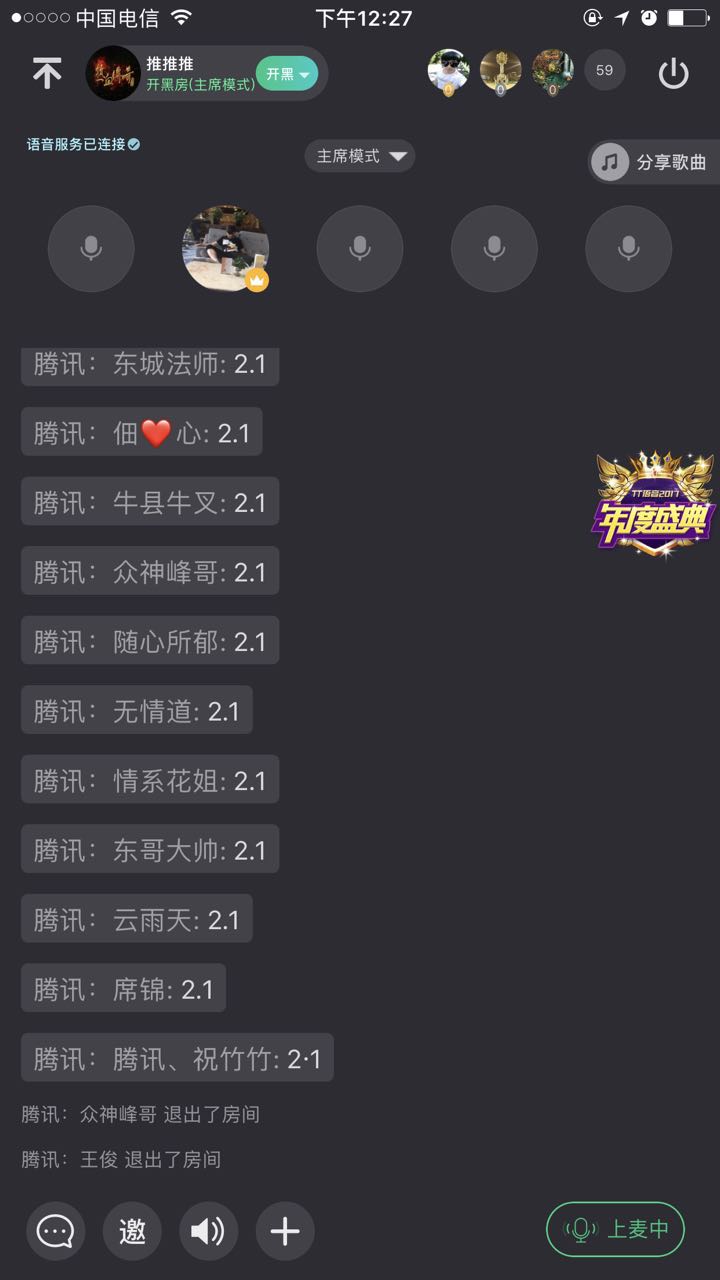 中国电信 下午12:27
推推推
开黑房(主席模式)
开黑
59
语音服务已连接
主席模式
分享歌曲
腾讯： 东城法师: 2.1
腾讯： 佃❤️心: 2.1
腾讯： 牛县牛叉: 2.1
TT语音2017
年度盛典
腾讯： 众神峰哥: 2.1
腾讯： 随心所郁: 2.1
腾讯： 无情道: 2.1
腾讯： 情系花姐: 2.1
腾讯： 东哥大帅: 2.1
腾讯： 云雨天: 2.1
腾讯： 席锦: 2.1
腾讯： 腾讯、祝竹竹: 2·1
腾讯： 众神峰哥 退出了房间
腾讯： 王俊 退出了房间
邀
上麦中